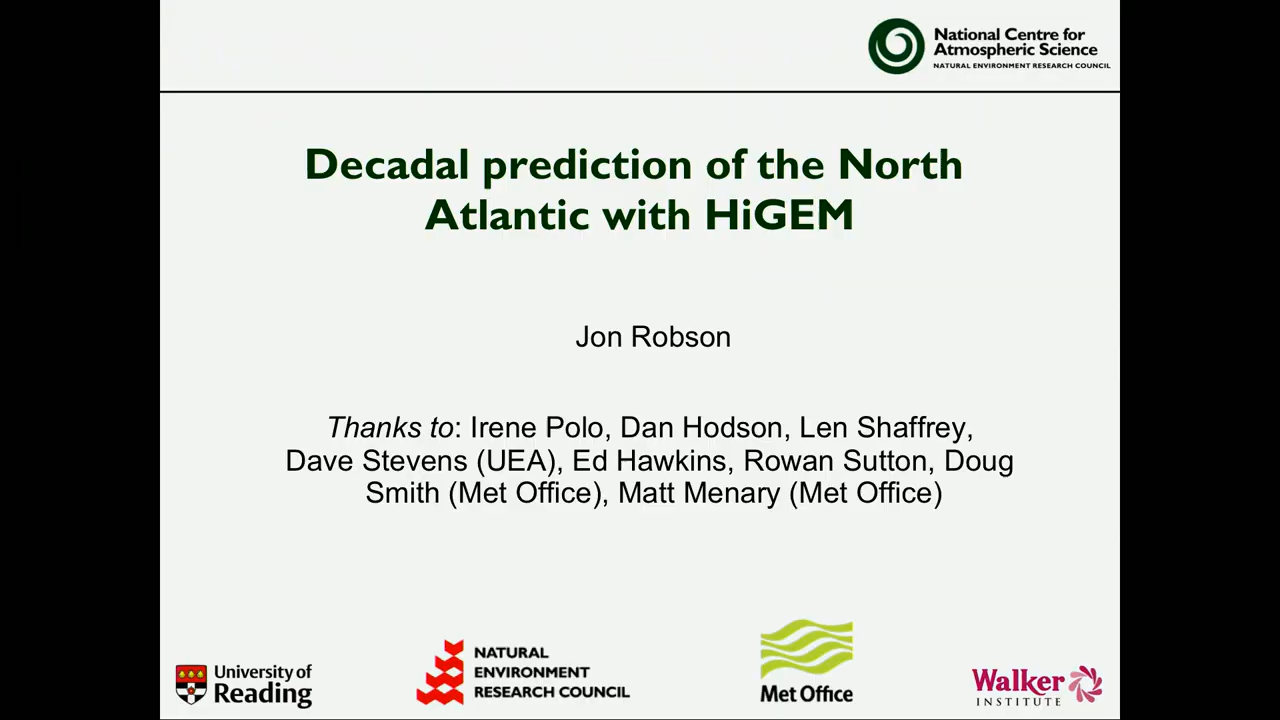 National Centre for
Atmospheric Science
NATURAL ENVIRONMENT RESEARCH COUNCIL
Decadal prediction of the North
Atlantic with HiGEM
Jon Robson
Thanks to: Irene Polo, Dan Hodson, Len Shaffrey,
Dave Stevens (UEA), Ed Hawkins, Rowan Sutton, Doug
Smith (Met Office), Matt Menary (Met Office)
University of
Reading
NATURAL
ENVIRONMENT
RESEARCH COUNCIL
Met Office
Walker
INSTITUTE